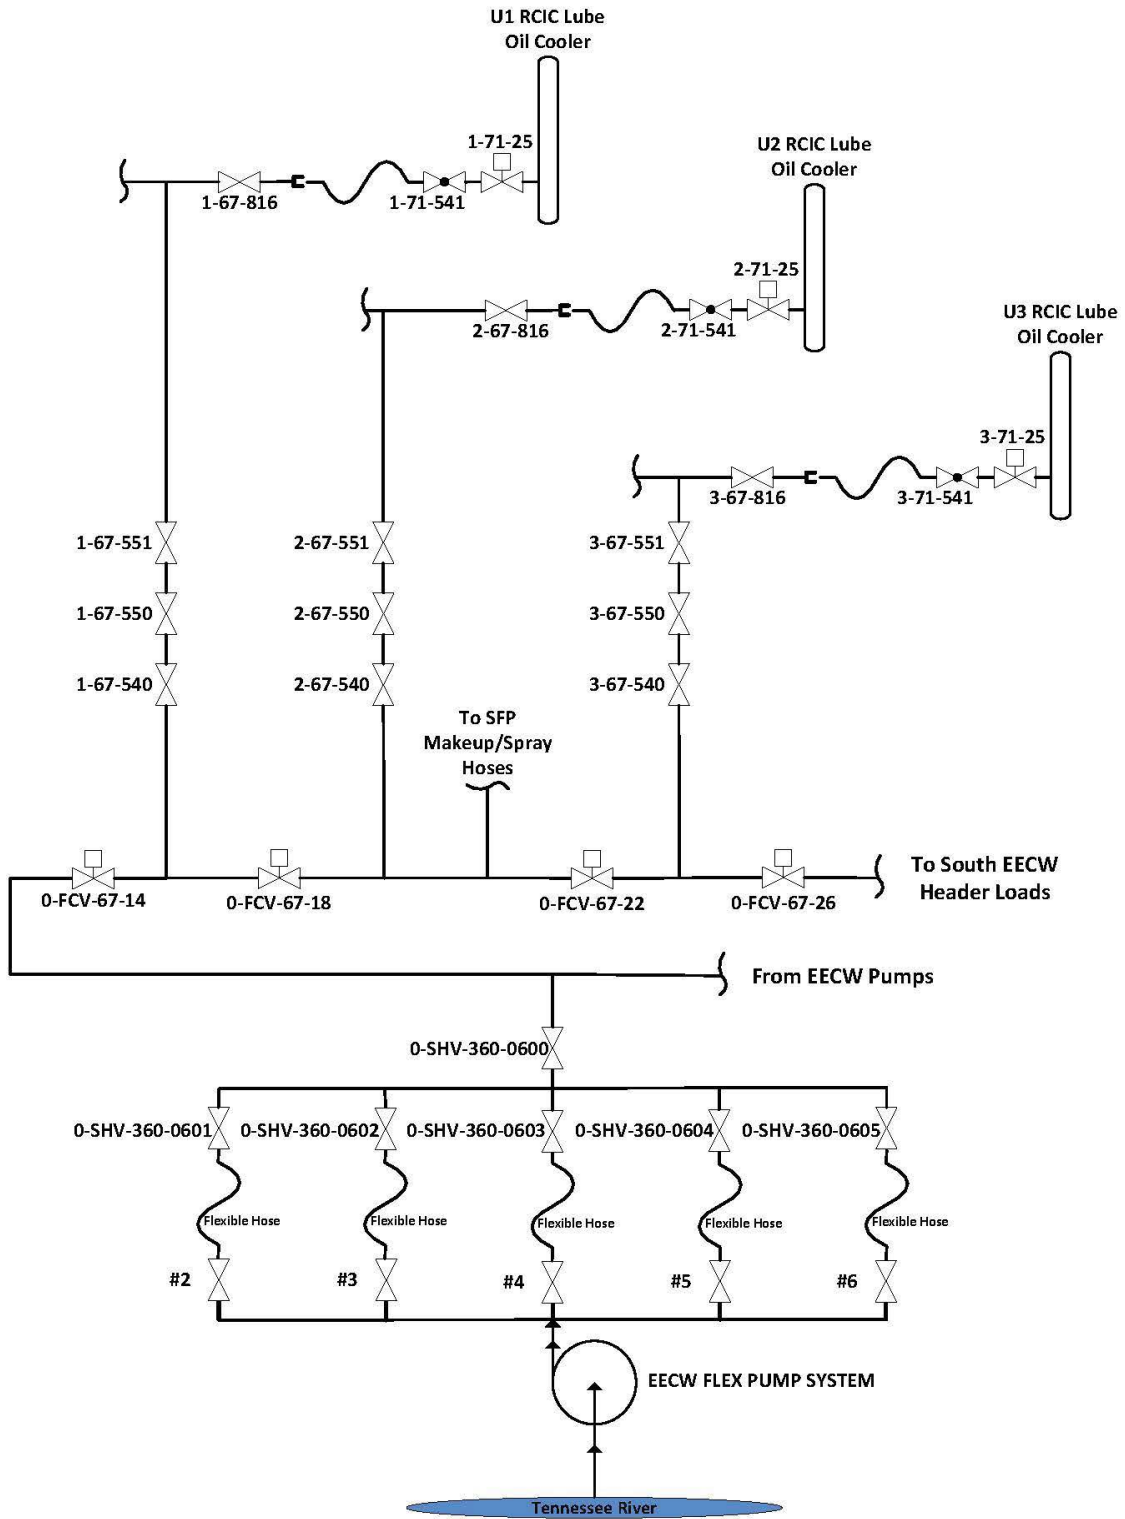 U1 RCIC Lube
Oil Cooler
1-71-25
1-67-816
1-71-541
U2 RCIC Lube
Oil Cooler
2-71-25
2-67-816
2-71-541
U3 RCIC Lube
Oil Cooler
3-71-25
3-67-816
3-71-541
1-67-551
2-67-551
3-67-551
1-67-550
2-67-550
3-67-550
1-67-540
2-67-540
3-67-540
To SFP
Makeup/Spray
Hoses
0-FCV-67-14
0-FCV-67-18
0-FCV-67-22
0-FCV-67-26
To South EECW
Header Loads
From EECW Pumps
0-SHV-360-0600
0-SHV-360-0601
0-SHV-360-0602
0-SHV-360-0603
0-SHV-360-0604
0-SHV-360-0605
Flexible Hose
Flexible Hose
Flexible Hose
Flexible Hose
Flexible Hose
#2
#3
#4
#5
#6
EECW FLEX PUMP SYSTEM
Tennessee River